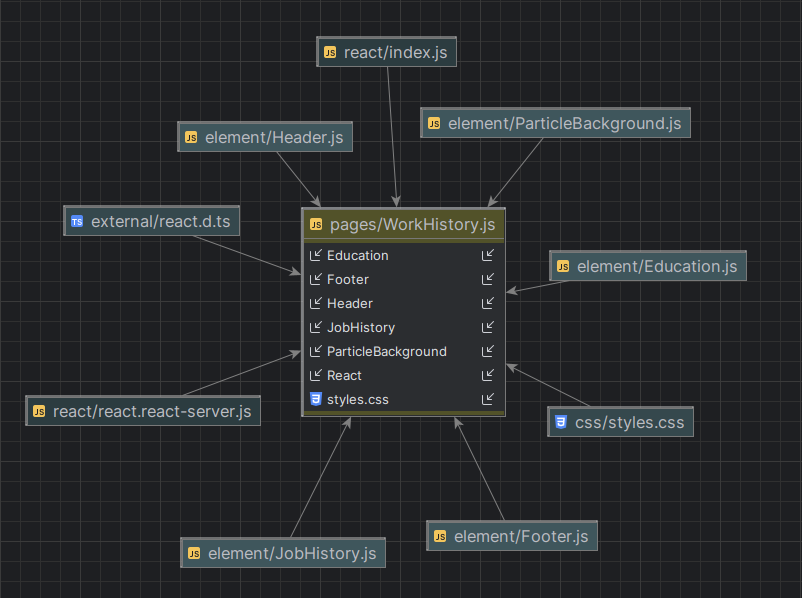 JS react/index.js
JS element/ParticleBackground.js
JS element/Header.js
TS external/react.d.ts
JS pages/WorkHistory.js
Education
Footer
Header
JobHistory
ParticleBackground
React
styles.css
JS element/Education.js
JS react/react.react-server.js
css/styles.css
JS element/Footer.js
JS element/JobHistory.js